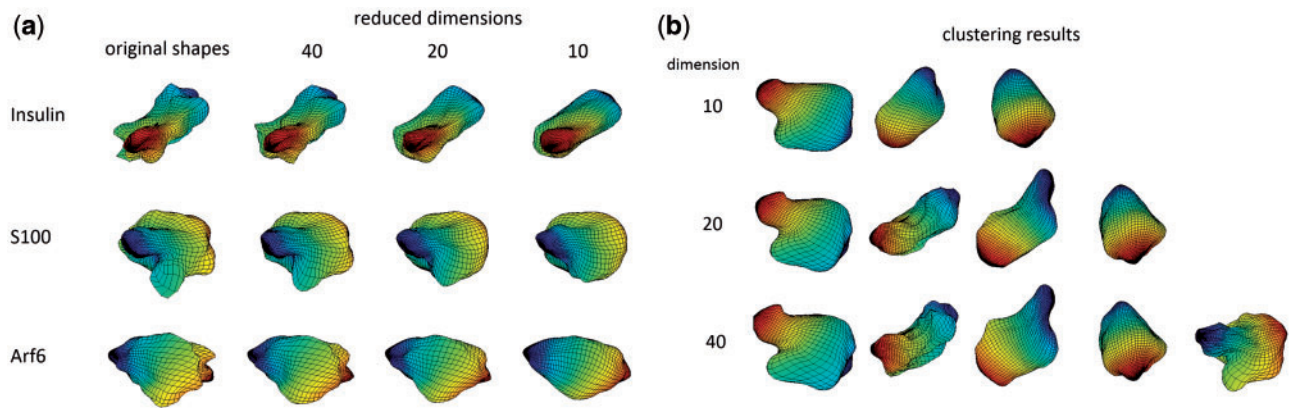 (a)
reduced dimensions
original shapes 40 20 10
Insulin
S100
Arf6
(b)
clustering results
dimension
10
20
40